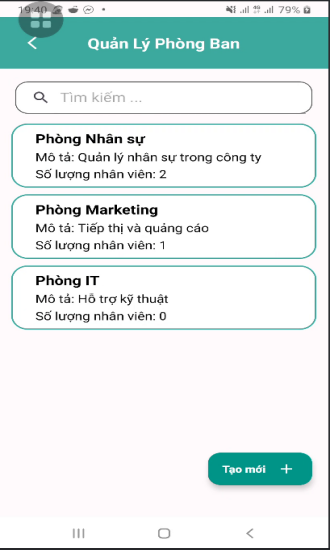 19:40
79%
Quản Lý Phòng Ban
Tìm kiếm ...
Phòng Nhân sự
Mô tả: Quản lý nhân sự trong công ty
Số lượng nhân viên: 2
Phòng Marketing
Mô tả: Tiếp thị và quảng cáo
Số lượng nhân viên: 1
Phòng IT
Mô tả: Hỗ trợ kỹ thuật
Số lượng nhân viên: 0
Tạo mới +